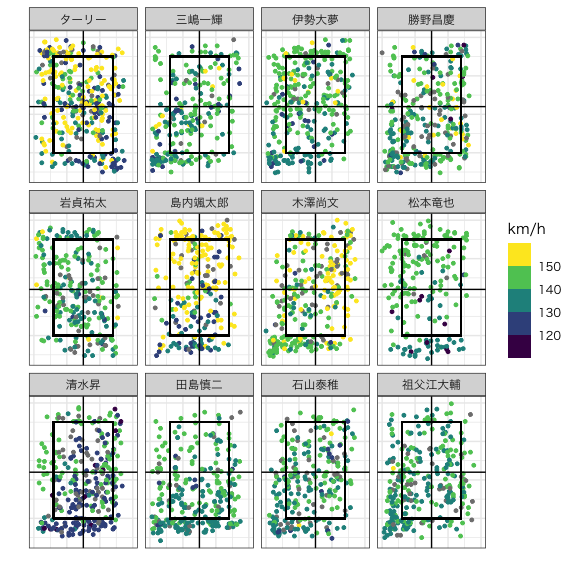 ターリー
三嶋一輝
伊勢大夢
勝野昌慶
岩貞祐太
島内颯太郎
木澤尚文
松本竜也
清水昇
田島慎二
石山泰稚
祖父江大輔
km/h
150
140
130
120